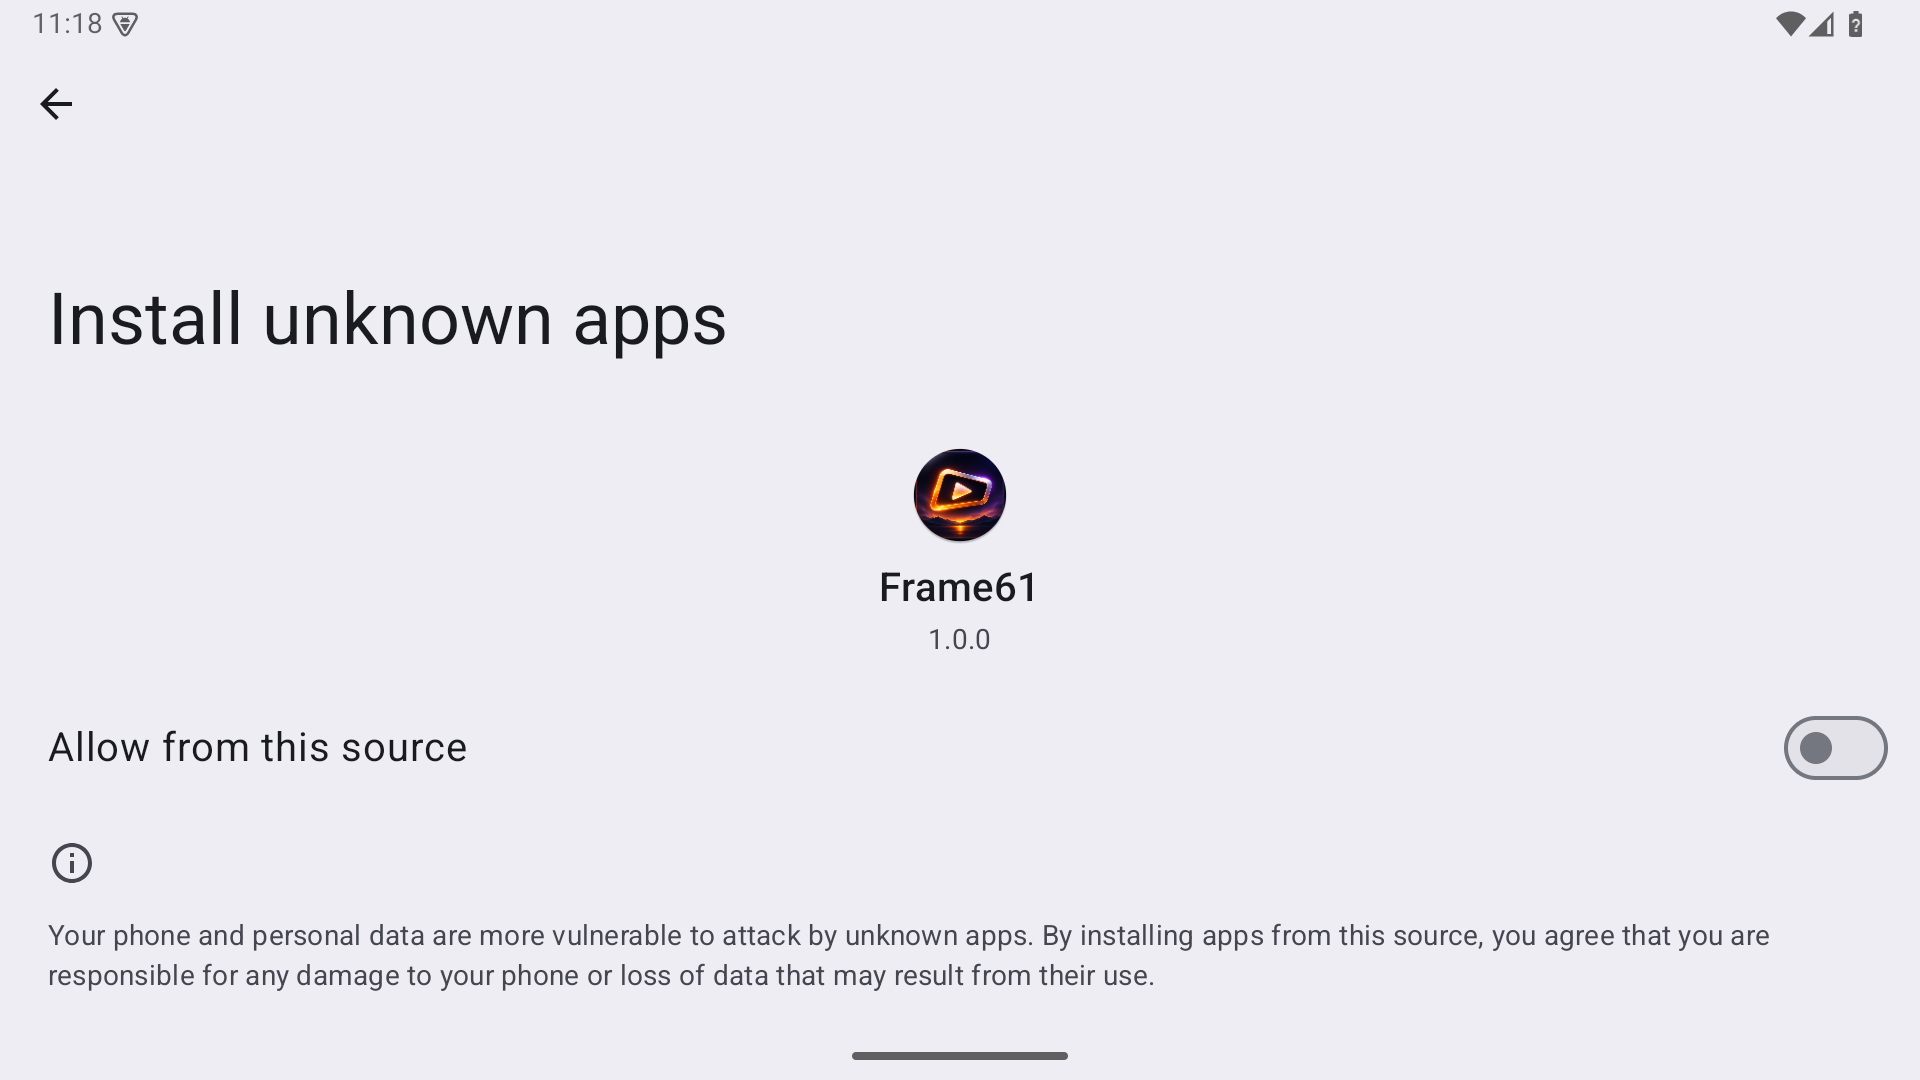 11:18
Install unknown apps
Frame61
1.0.0
Allow from this source
Your phone and personal data are more vulnerable to attack by unknown apps. By installing apps from this source, you agree that you are
responsible for any damage to your phone or loss of data that may result from their use.